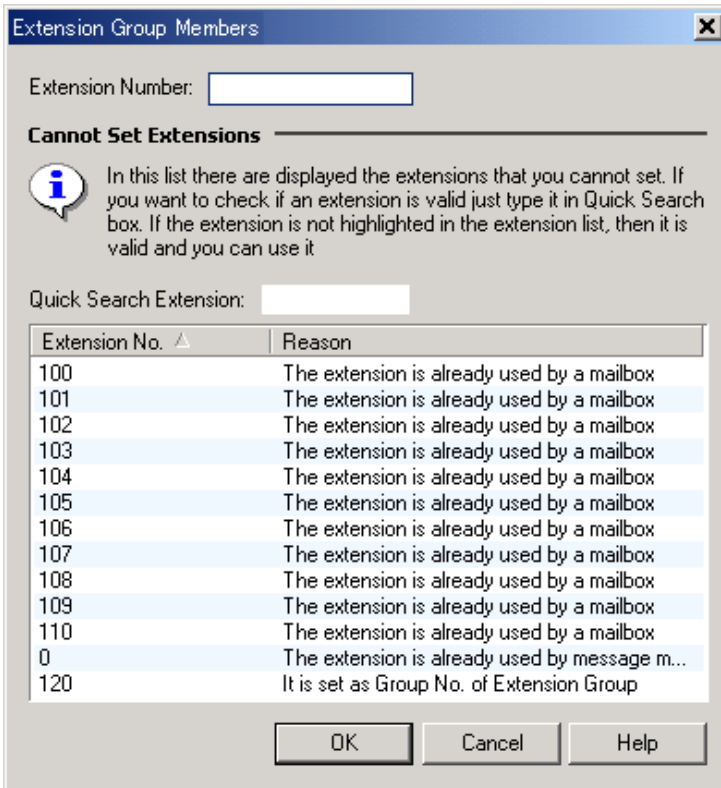 Extension Group Members
Extension Number:
Cannot Set Extensions
In this list there are displayed the extensions that you cannot set. If
you want to check if an extension is valid just type it in Quick Search
box. If the extension is not highlighted in the extension list, then it is
valid and you can use it
Quick Search Extension:
Extension No. Reason
100 The extension is already used by a mailbox
101 The extension is already used by a mailbox
102 The extension is already used by a mailbox
103 The extension is already used by a mailbox
104 The extension is already used by a mailbox
105 The extension is already used by a mailbox
106 The extension is already used by a mailbox
107 The extension is already used by a mailbox
108 The extension is already used by a mailbox
109 The extension is already used by a mailbox
110 The extension is already used by a mailbox
0 The extension is already used by message m...
120 It is set as Group No. of Extension Group
OK Cancel Help